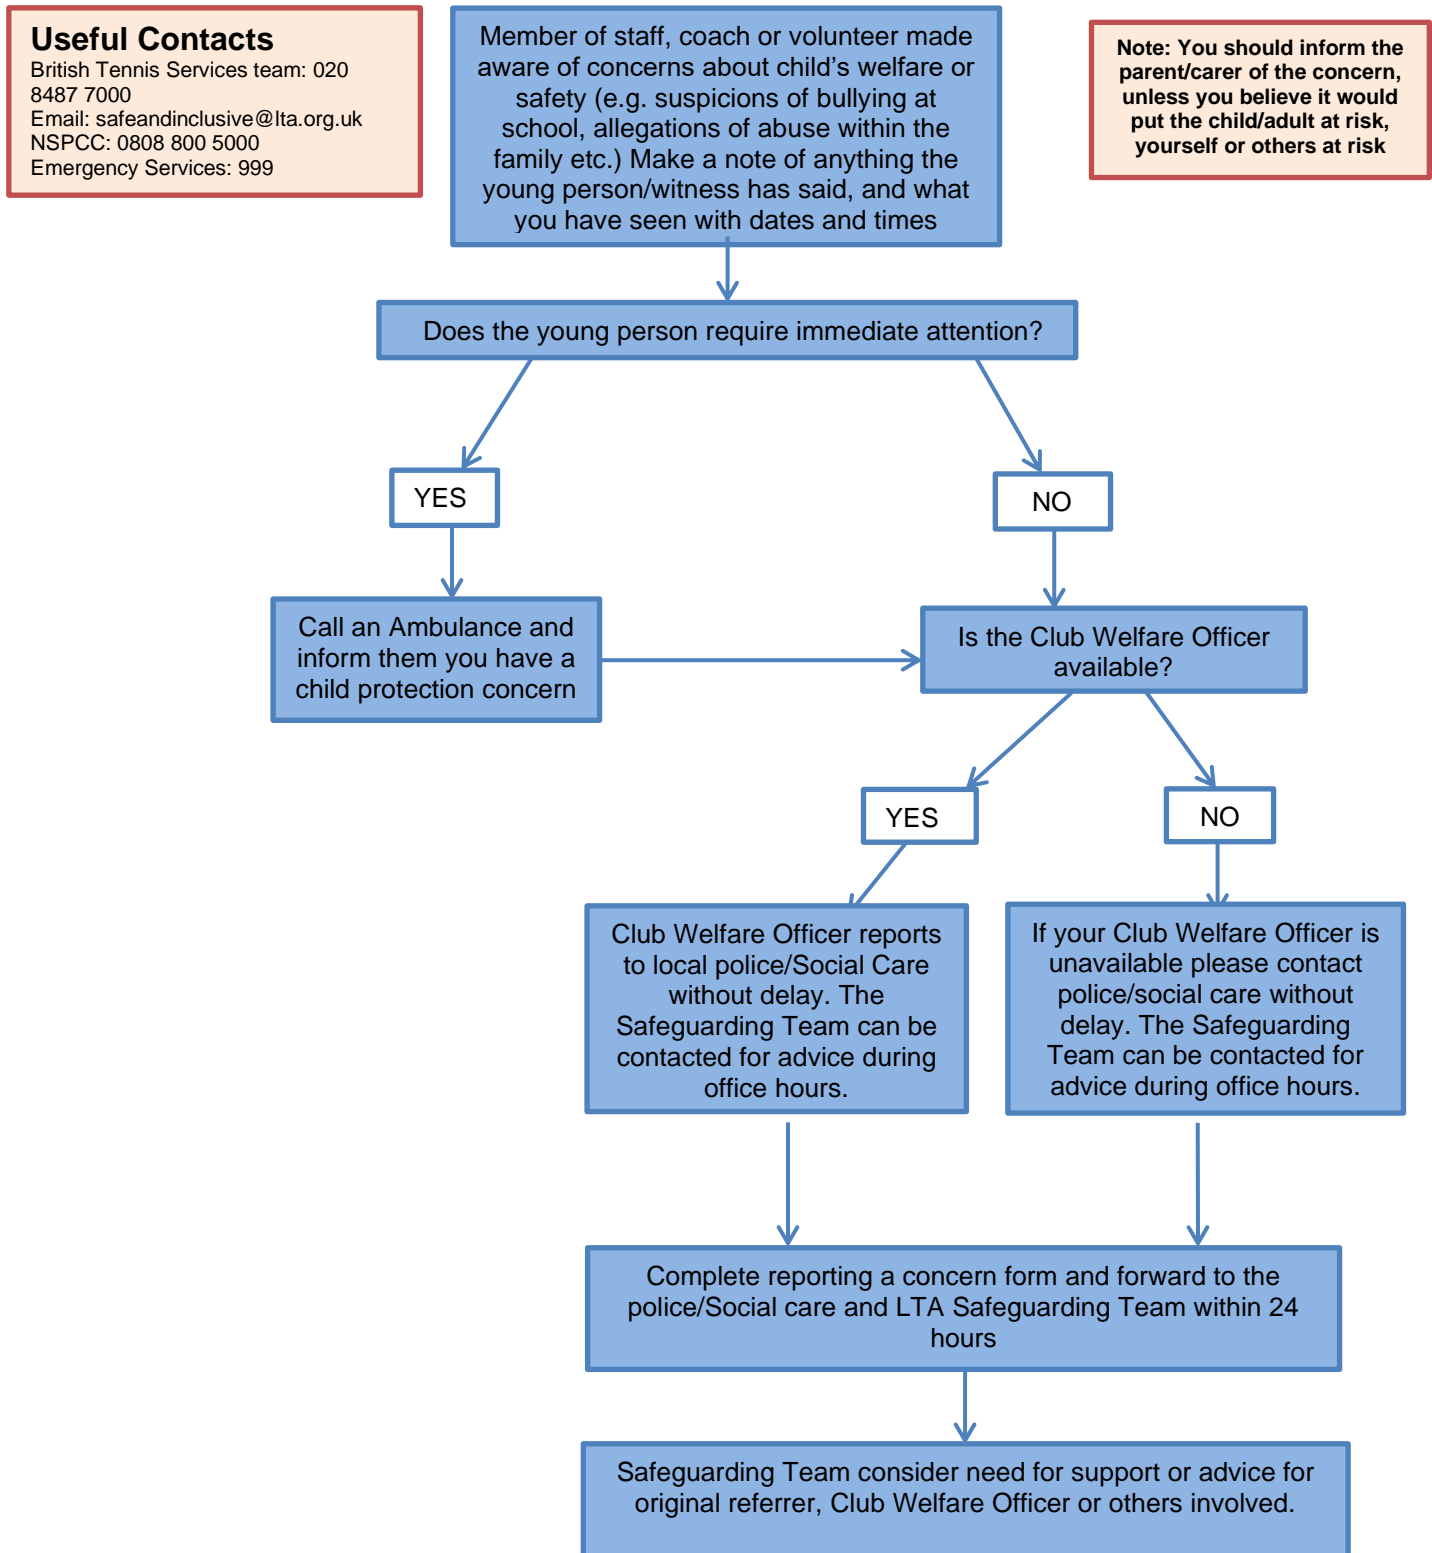 Useful Contacts
British Tennis Services team: 020
8487 7000
Email: safeandinclusive@lta.org.uk
NSPCC: 0808 800 5000
Emergency Services: 999
Member of staff, coach or volunteer made
aware of concerns about child's welfare or
safety (e.g. suspicions of bullying at
school, allegations of abuse within the
family etc.) Make a note of anything the
young person/witness has said, and what
you have seen with dates and times
Note: You should inform the
parent/carer of the concern,
unless you believe it would
put the child/adult at risk,
yourself or others at risk
Does the young person require immediate attention?
YES
NO
Call an Ambulance and
inform them you have a
child protection concern
Is the Club Welfare Officer
available?
YES
NO
Club Welfare Officer reports
to local police/Social Care
without delay. The
Safeguarding Team can be
contacted for advice during
office hours.
If your Club Welfare Officer is
unavailable please contact
police/social care without
delay. The Safeguarding
Team can be contacted for
advice during office hours.
Complete reporting a concern form and forward to the
police/Social care and LTA Safeguarding Team within 24
hours
Safeguarding Team consider need for support or advice for
original referrer, Club Welfare Officer or others involved.